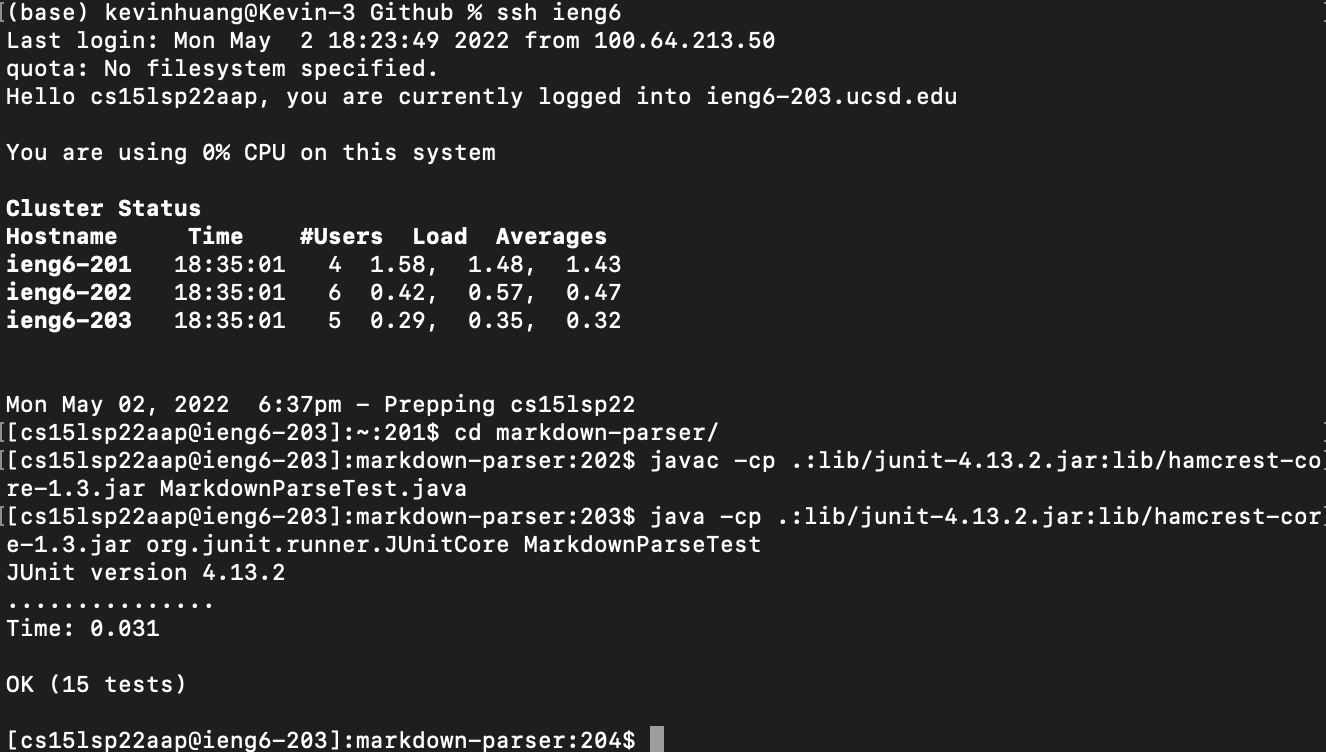 [(base) kevinhuang@Kevin-3 Github % ssh ieng6
Last login: Mon May  2 18:23:49 2022 from 100.64.213.50
quota: No filesystem specified.
Hello cs15lsp22aap, you are currently logged into ieng6-203.ucsd.edu

You are using 0% CPU on this system

Cluster Status
Hostname     Time    #Users  Load  Averages
ieng6-201   18:35:01   4  1.58,  1.48,  1.43
ieng6-202   18:35:01   6  0.42,  0.57,  0.47
ieng6-203   18:35:01   5  0.29,  0.35,  0.32

Mon May 02, 2022  6:37pm - Prepping cs15lsp22
[[cs15lsp22aap@ieng6-203]:~:201$ cd markdown-parser/
[[cs15lsp22aap@ieng6-203]:markdown-parser:202$ javac -cp .:lib/junit-4.13.2.jar:lib/hamcrest-co]
re-1.3.jar MarkdownParseTest.java
[[cs15lsp22aap@ieng6-203]:markdown-parser:203$ java -cp .:lib/junit-4.13.2.jar:lib/hamcrest-cor]
e-1.3.jar org.junit.runner.JUnitCore MarkdownParseTest
JUnit version 4.13.2
...............
Time: 0.031

OK (15 tests)

[cs15lsp22aap@ieng6-203]:markdown-parser:204$